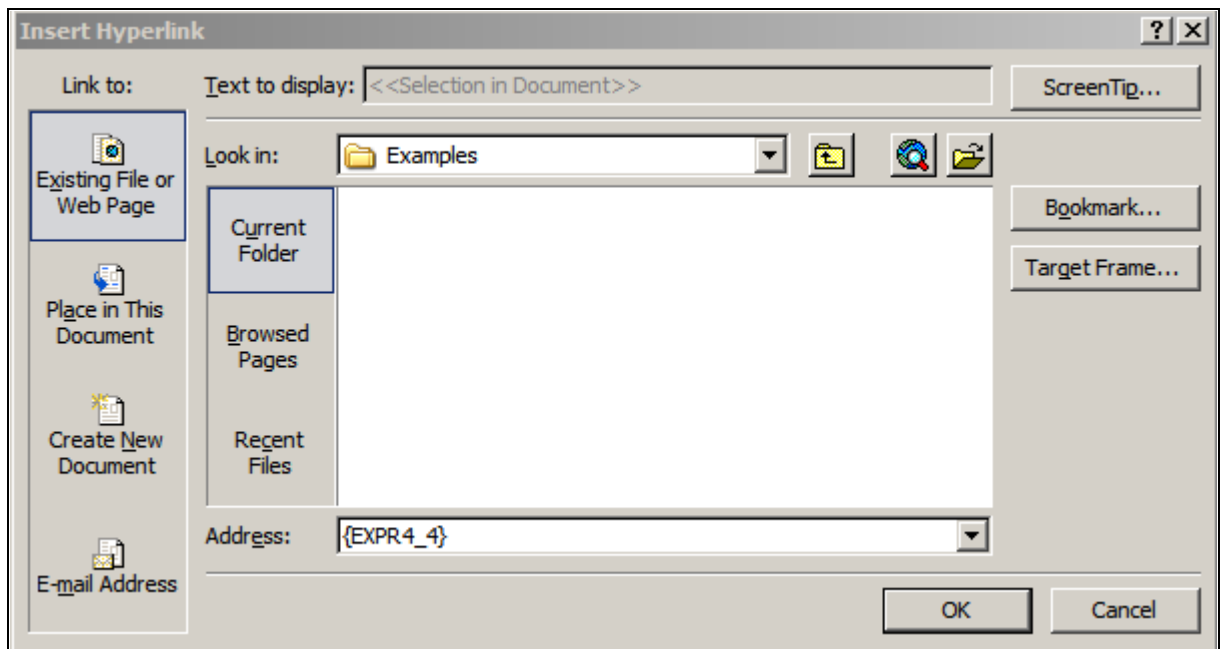 Insert Hyperlink
Link to:
Text to display: <<Selection in Document>>
ScreenTip...
Existing File or
Web Page
Look in:
Examples
Bookmark...
Target Frame...
Current
Folder
Place in This
Document
Browsed
Pages
Create New
Document
Recent
Files
Address: {EXPR4_4}
E-mail Address
OK
Cancel